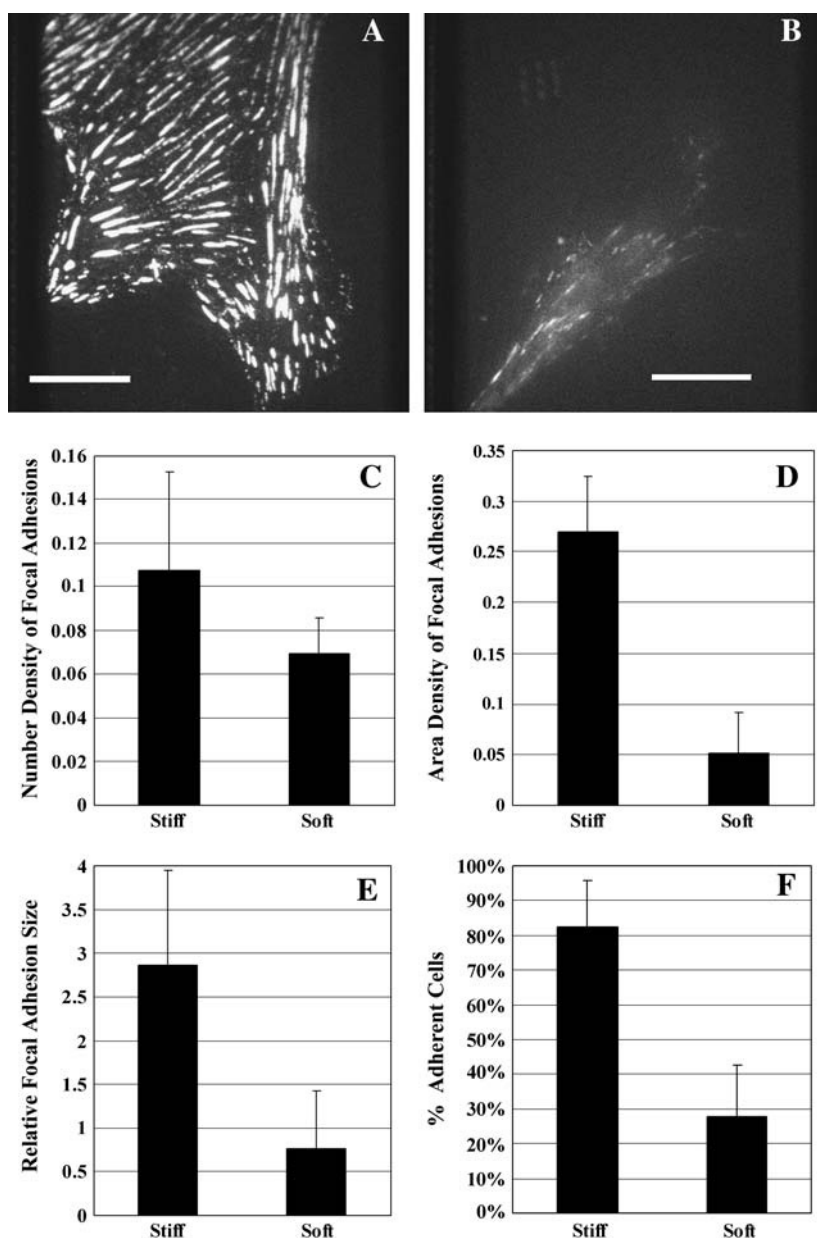 A
B
Number Density of Focal Adhesions
0.16
0.14
0.12
0.1
0.08
0.06
0.04
0.02
0
C
Stiff
Soft
Area Density of Focal Adhesions
0.35
0.3
0.25
0.2
0.15
0.1
0.05
0
D
Stiff
Soft
Relative Focal Adhesion Size
4
3.5
3
2.5
2
1.5
1
0.5
0
E
Stiff
Soft
% Adherent Cells
100%
90%
80%
70%
60%
50%
40%
30%
20%
10%
0%
F
Stiff
Soft